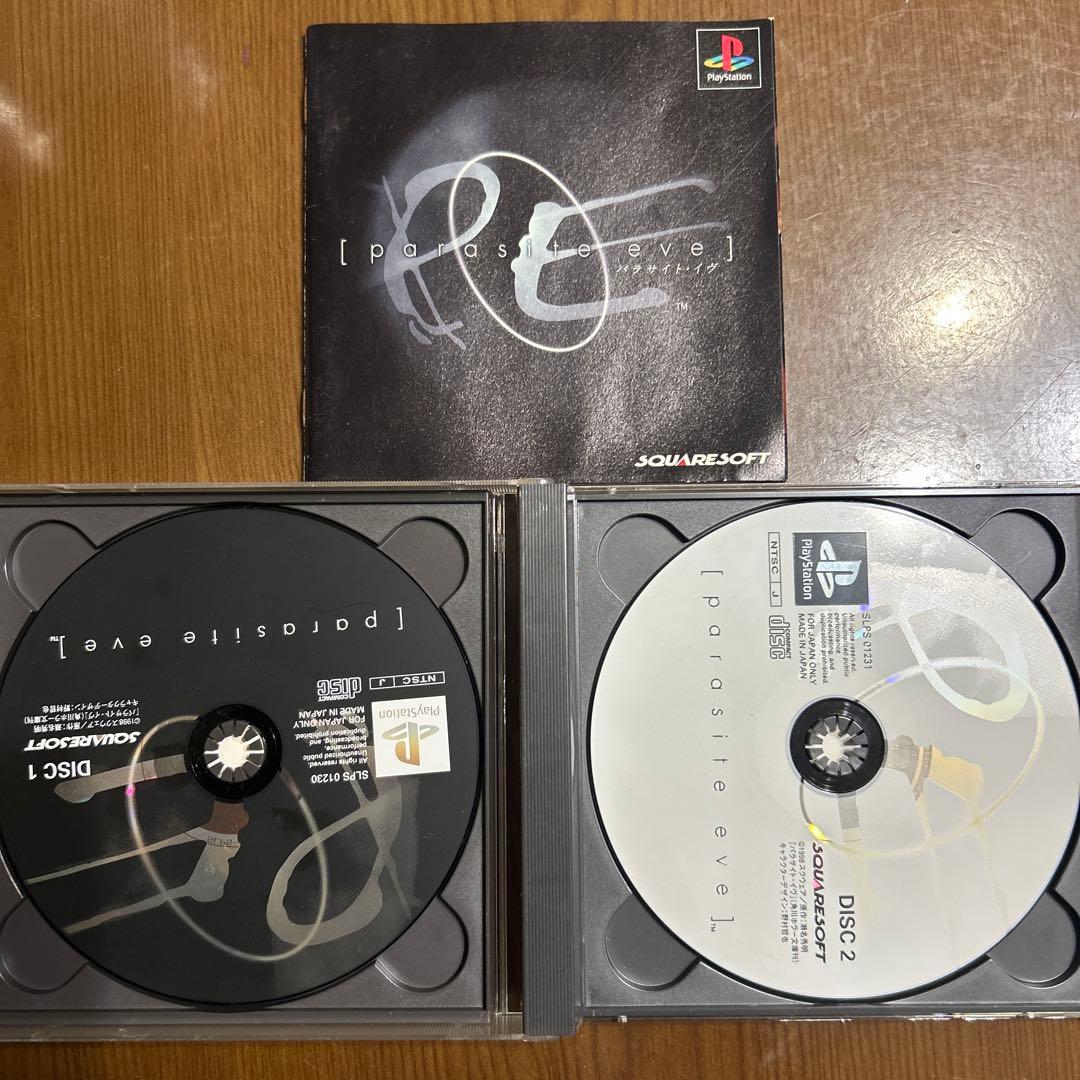 PlayStation
[ parasite eve ]
パラサイト・イヴ
TM
SQUARESOFT
[ parasite eve ]
TM
NTSC J
COMPACT
disc
PlayStation
SLPS 01230
All rights reserved.
Unauthorized public
performance,
broadcasting and
duplication prohibited.
FOR JAPAN ONLY
MADE IN JAPAN
DISC 1
SQUARESOFT
©1998スクウェア/原作:瀬名秀明
「パラサイト・イヴ」(角川ホラー文庫刊)
キャラクターデザイン:野村哲也
[ parasite eve ]
TM
NTSC J
PlayStation
SLPS 01231
All rights reserved.
Unauthorized public
performance,
broadcasting and
duplication prohibited.
FOR JAPAN ONLY
MADE IN JAPAN
COMPACT
disc
DISC 2
SQUARESOFT
©1998スクウェア/原作:瀬名秀明
「パラサイト・イヴ」(角川ホラー文庫刊)
キャラクターデザイン:野村哲也